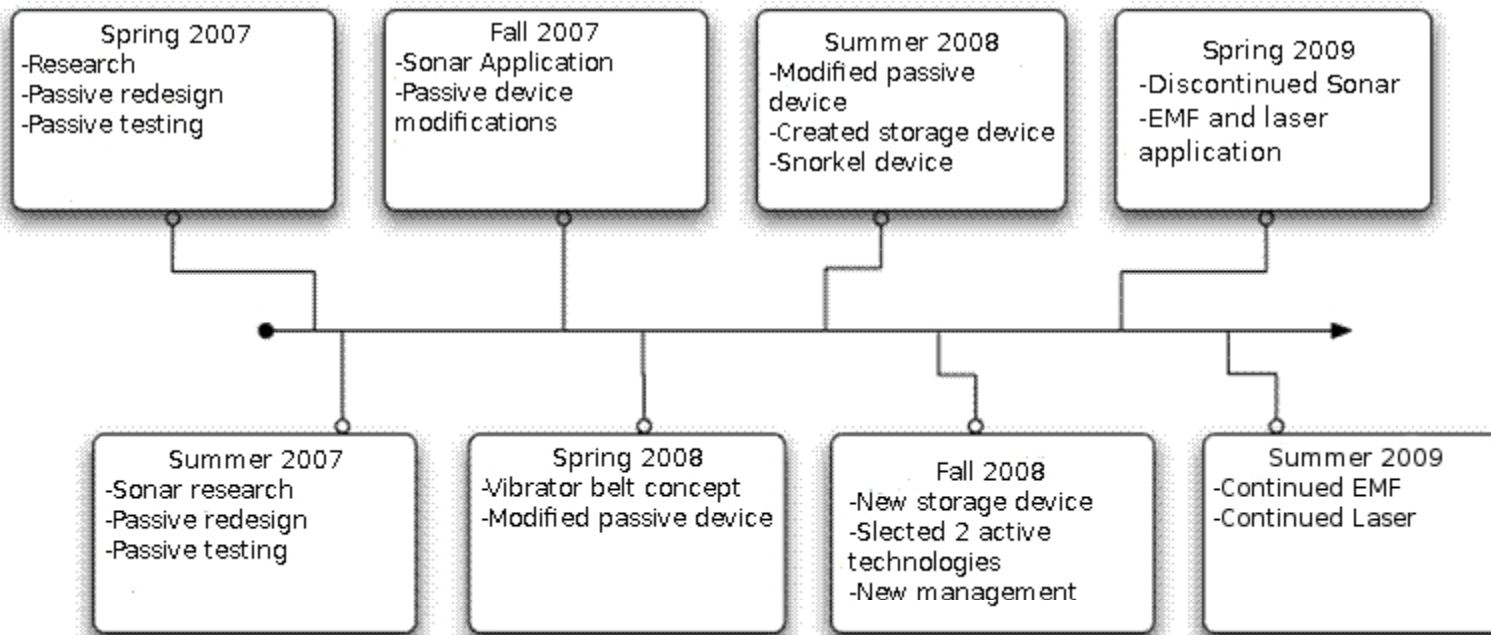 Spring 2007
-Research
-Passive redesign
-Passive testing
Fall 2007
-Sonar Application
-Passive device
modifications
Summer 2008
-Modified passive
device
-Created storage device
-Snorkel device
Spring 2009
-Discontinued Sonar
-EMF and laser
application
Summer 2007
-Sonar research
-Passive redesign
-Passive testing
Spring 2008
-Vibrator belt concept
-Modified passive device
Fall 2008
-New storage device
-Slected 2 active
technologies
-New management
Summer 2009
-Continued EMF
-Continued Laser